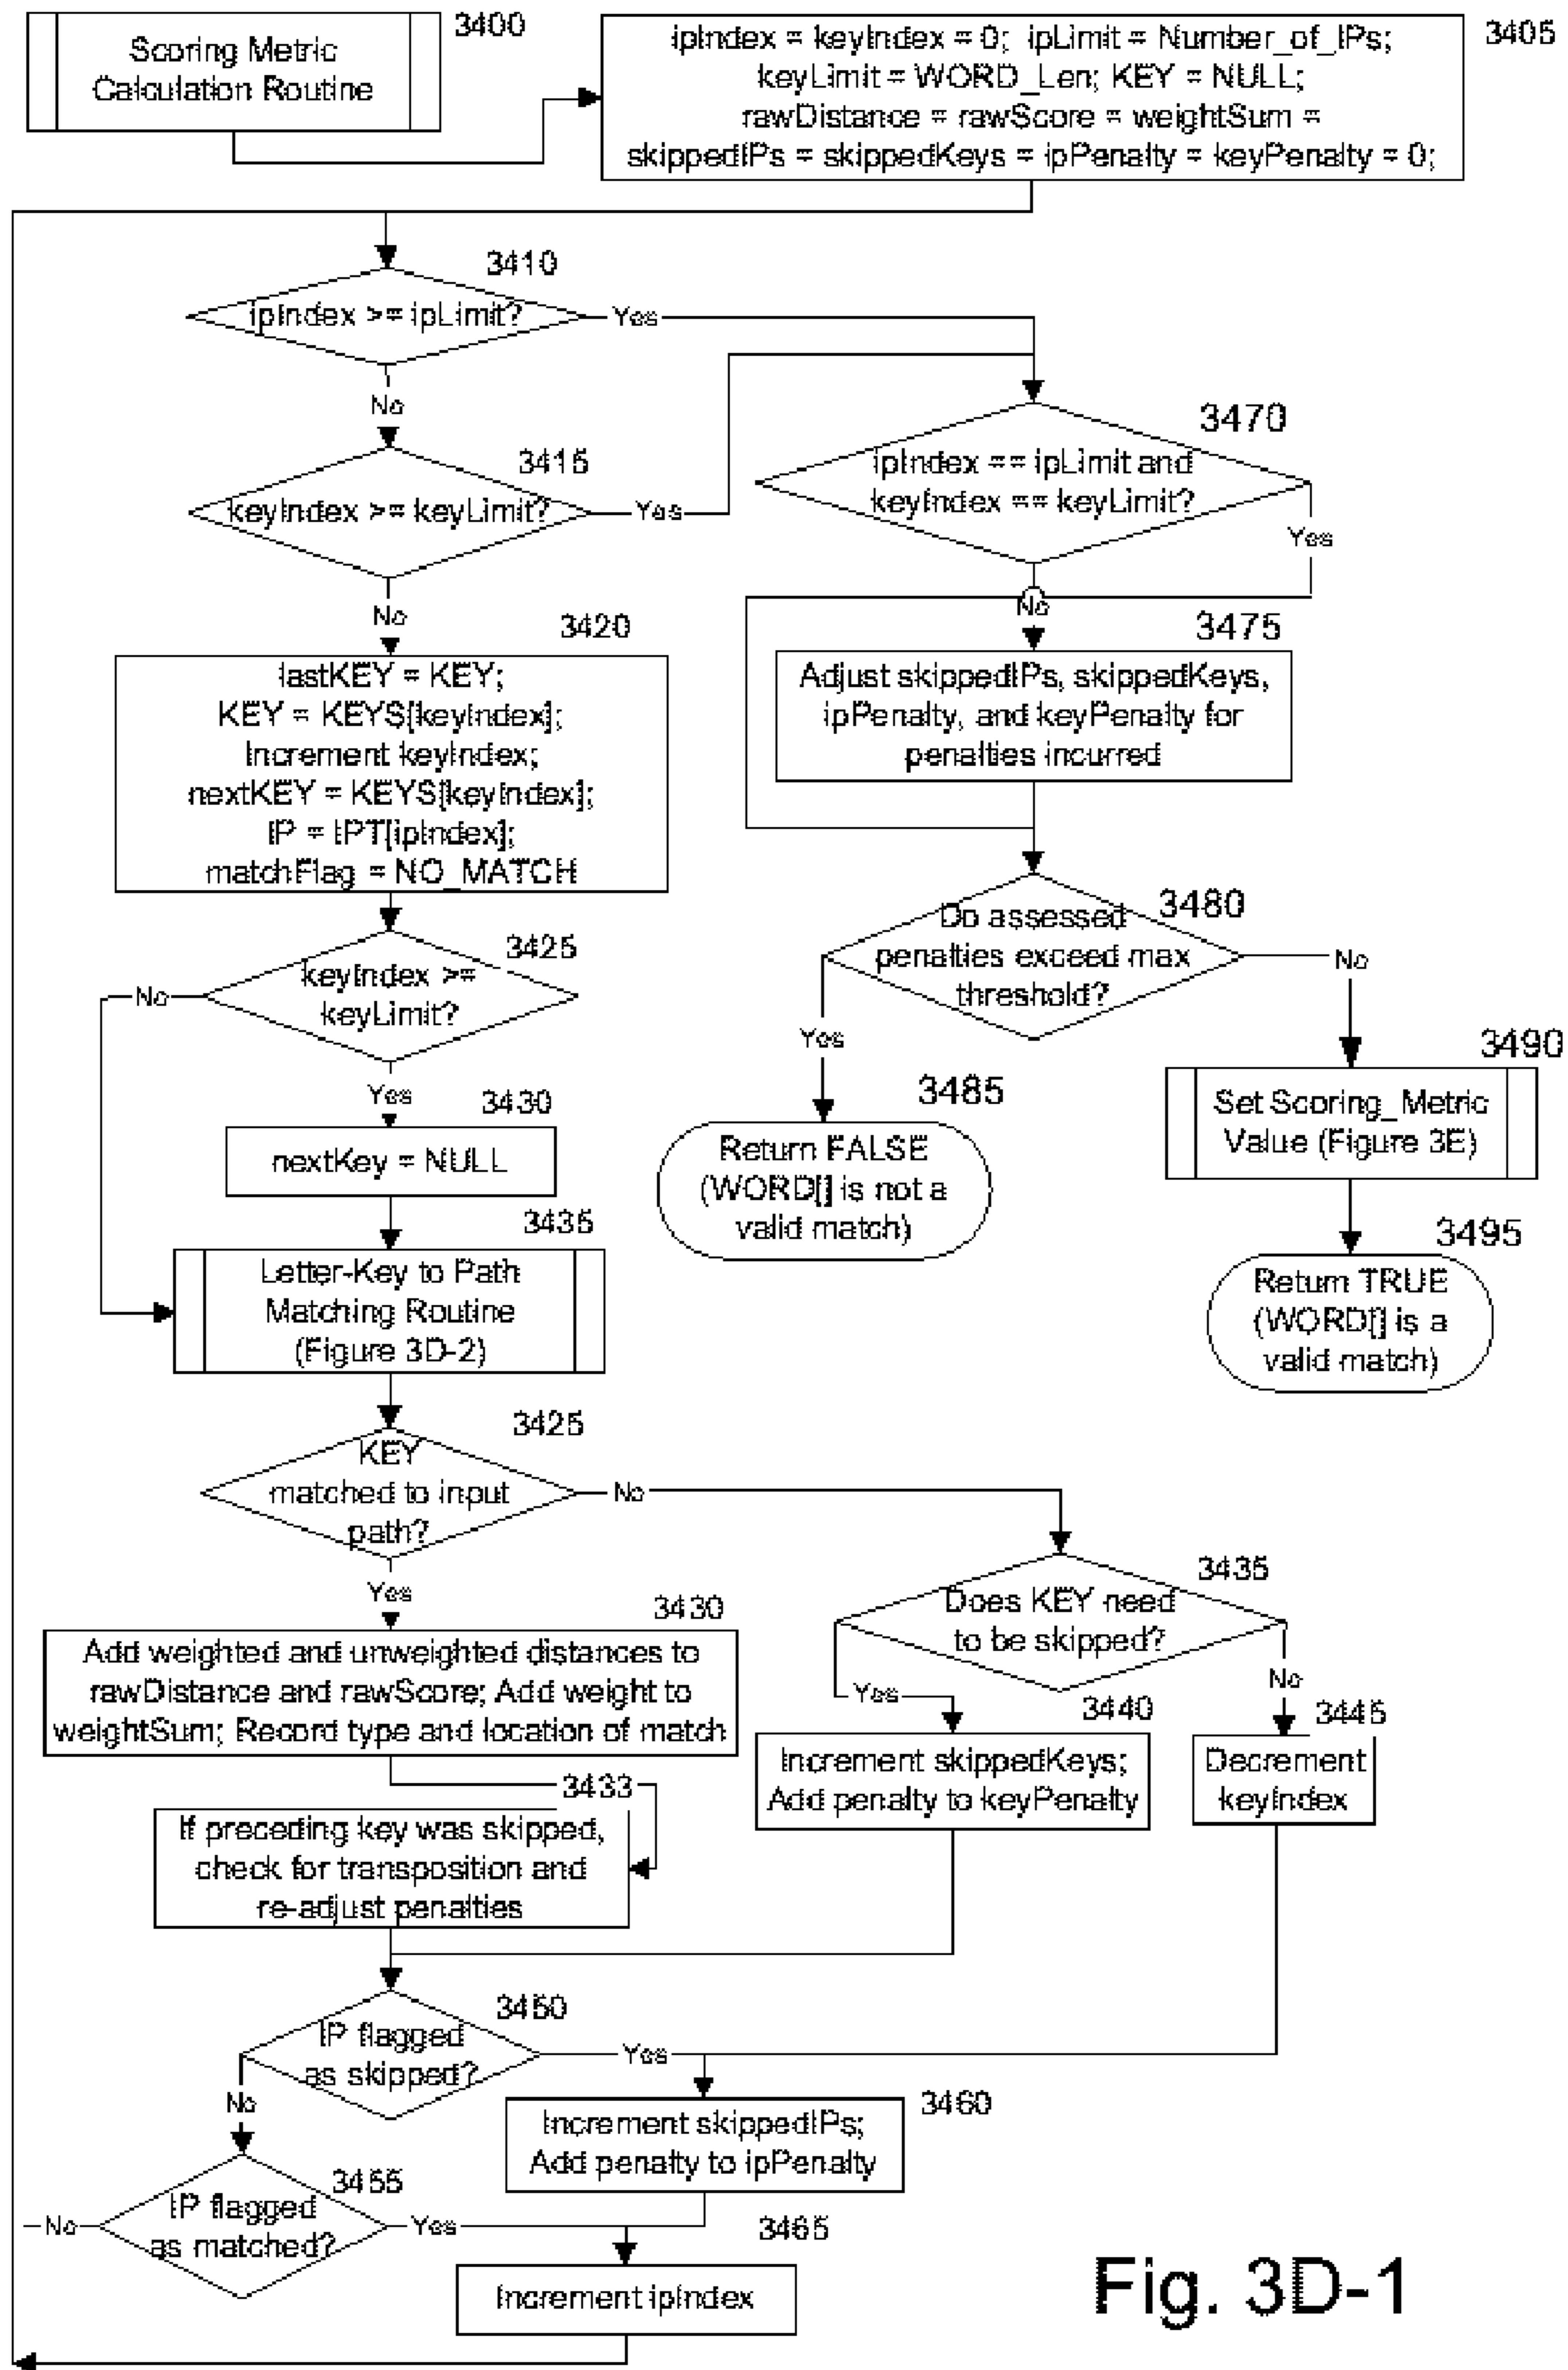 Scoring Metric
Calculation Routine
3400
ipIndex = keyIndex = 0; ipLimit = Number_of_IPs;
keyLimit = WORD_Len; KEY = NULL;
rawDistance = rawScore = weightSum =
skippedIPs = skippedKeys = ipPenalty = keyPenalty = 0;
3405
3410
ipIndex >= ipLimit?
Yes
No
3415
keyIndex >= keyLimit?
Yes
No
3470
ipIndex == ipLimit and
keyIndex == keyLimit?
Yes
No
3420
lastKEY = KEY;
KEY = KEYS[keyIndex];
Increment keyIndex;
nextKEY = KEYS[keyIndex];
IP = IPT[ipIndex];
matchFlag = NO_MATCH
3475
Adjust skippedIPs, skippedKeys,
ipPenalty, and keyPenalty for
penalties incurred
3425
keyIndex >=
keyLimit?
No
Yes
3480
Do assessed
penalties exceed max
threshold?
No
Yes
3430
nextKey = NULL
3485
Return FALSE
(WORD[] is not a
valid match)
3490
Set Scoring_Metric
Value (Figure 3E)
3495
Return TRUE
(WORD[] is a
valid match)
3435
Letter-Key to Path
Matching Routine
(Figure 3D-2)
3425
KEY
matched to input
path?
No
Yes
3435
Does KEY need
to be skipped?
Yes
No
3430
Add weighted and unweighted distances to
rawDistance and rawScore; Add weight to
weightSum; Record type and location of match
3440
Increment skippedKeys;
Add penalty to keyPenalty
3445
Decrement
keyIndex
3433
If preceding key was skipped,
check for transposition and
re-adjust penalties
3450
IP flagged
as skipped?
Yes
No
3460
Increment skippedIPs;
Add penalty to ipPenalty
3455
IP flagged
as matched?
No
Yes
3465
Increment ipIndex
Fig. 3D-1